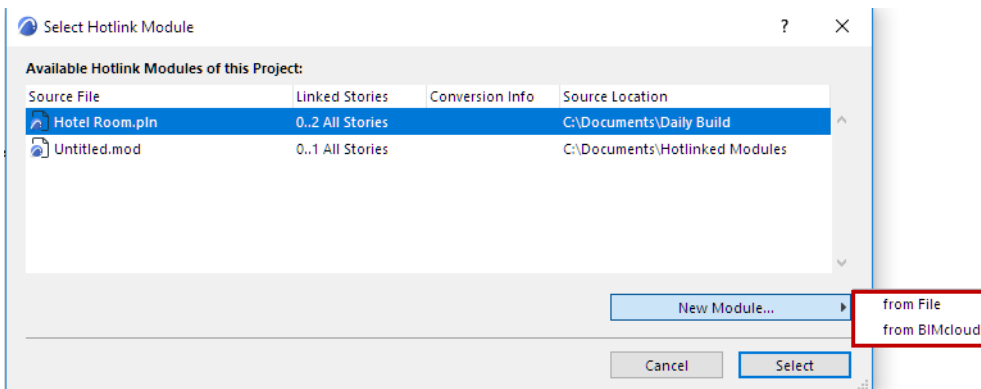 Select Hotlink Module ?
Available Hotlink Modules of this Project:
Source File Linked Stories Conversion Info Source Location
Hotel Room.pln 0..2 All Stories C:\Documents\Daily Build
Untitled.mod 0..1 All Stories C:\Documents\Hotlinked Modules
New Module... from File
from BIMcloud
Cancel Select